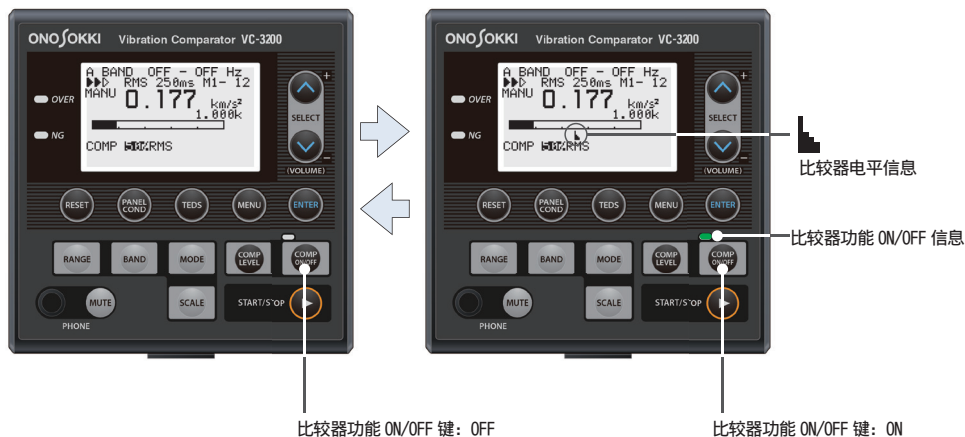 ONO SOKKI Vibration Comparator VC-3200
A BAND OFF - OFF Hz
RMS 250ms M1- 12
MANU 0.177 km/s²
1.000k
COMP 50% RMS
OVER
NG
+
SELECT
−
(VOLUME)
RESET
PANEL COND
TEDS
MENU
ENTER
RANGE
BAND
MODE
COMP LEVEL
COMP ON/OFF
MUTE
SCALE
START/STOP
PHONE
比较器功能 ON/OFF 键: OFF
ONO SOKKI Vibration Comparator VC-3200
A BAND OFF - OFF Hz
RMS 250ms M1- 12
MANU 0.177 km/s²
1.000k
COMP 50% RMS
OVER
NG
+
SELECT
−
(VOLUME)
RESET
PANEL COND
TEDS
MENU
ENTER
RANGE
BAND
MODE
COMP LEVEL
COMP ON/OFF
MUTE
SCALE
START/STOP
PHONE
比较器电平信息
比较器功能 ON/OFF 信息
比较器功能 ON/OFF 键: ON